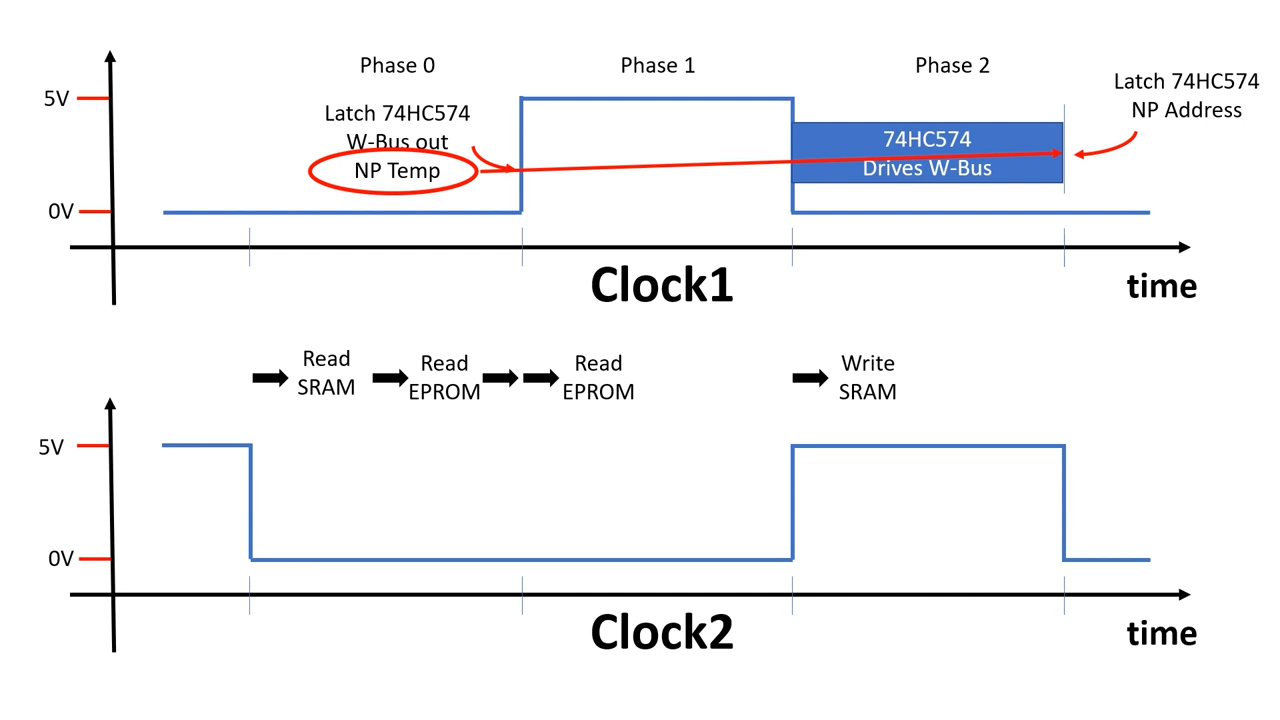 Phase 0
Phase 1
Phase 2
Latch 74HC574
NP Address
5V
Latch 74HC574
W-Bus out
NP Temp
74HC574
Drives W-Bus
0V
Clock1
time
Read
SRAM
Read
EPROM
Read
EPROM
Write
SRAM
5V
0V
Clock2
time